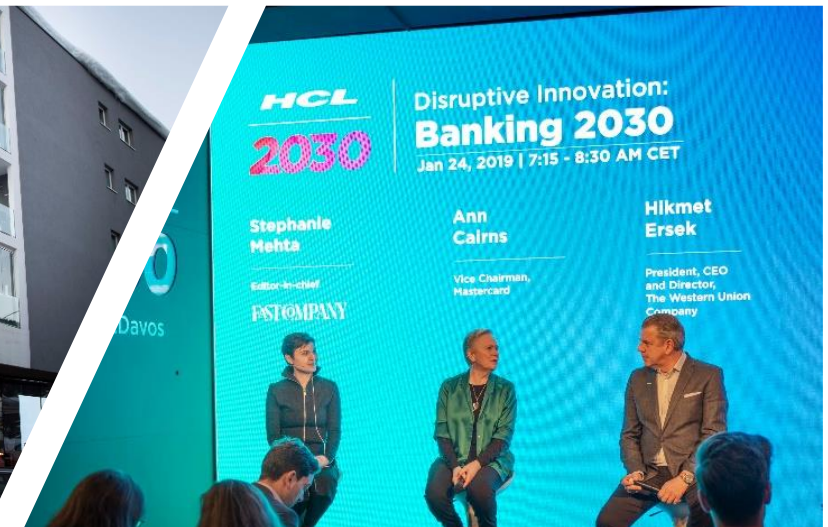 HCL
2030
Disruptive Innovation:
Banking 2030
Jan 24, 2019 | 7:15 - 8:30 AM CET
Stephanie
Mehta
Editor-in-chief
FAST COMPANY
Ann
Cairns
Vice Chairman,
Mastercard
Hikmet
Ersek
President, CEO
and Director,
The Western Union
Company
Davos